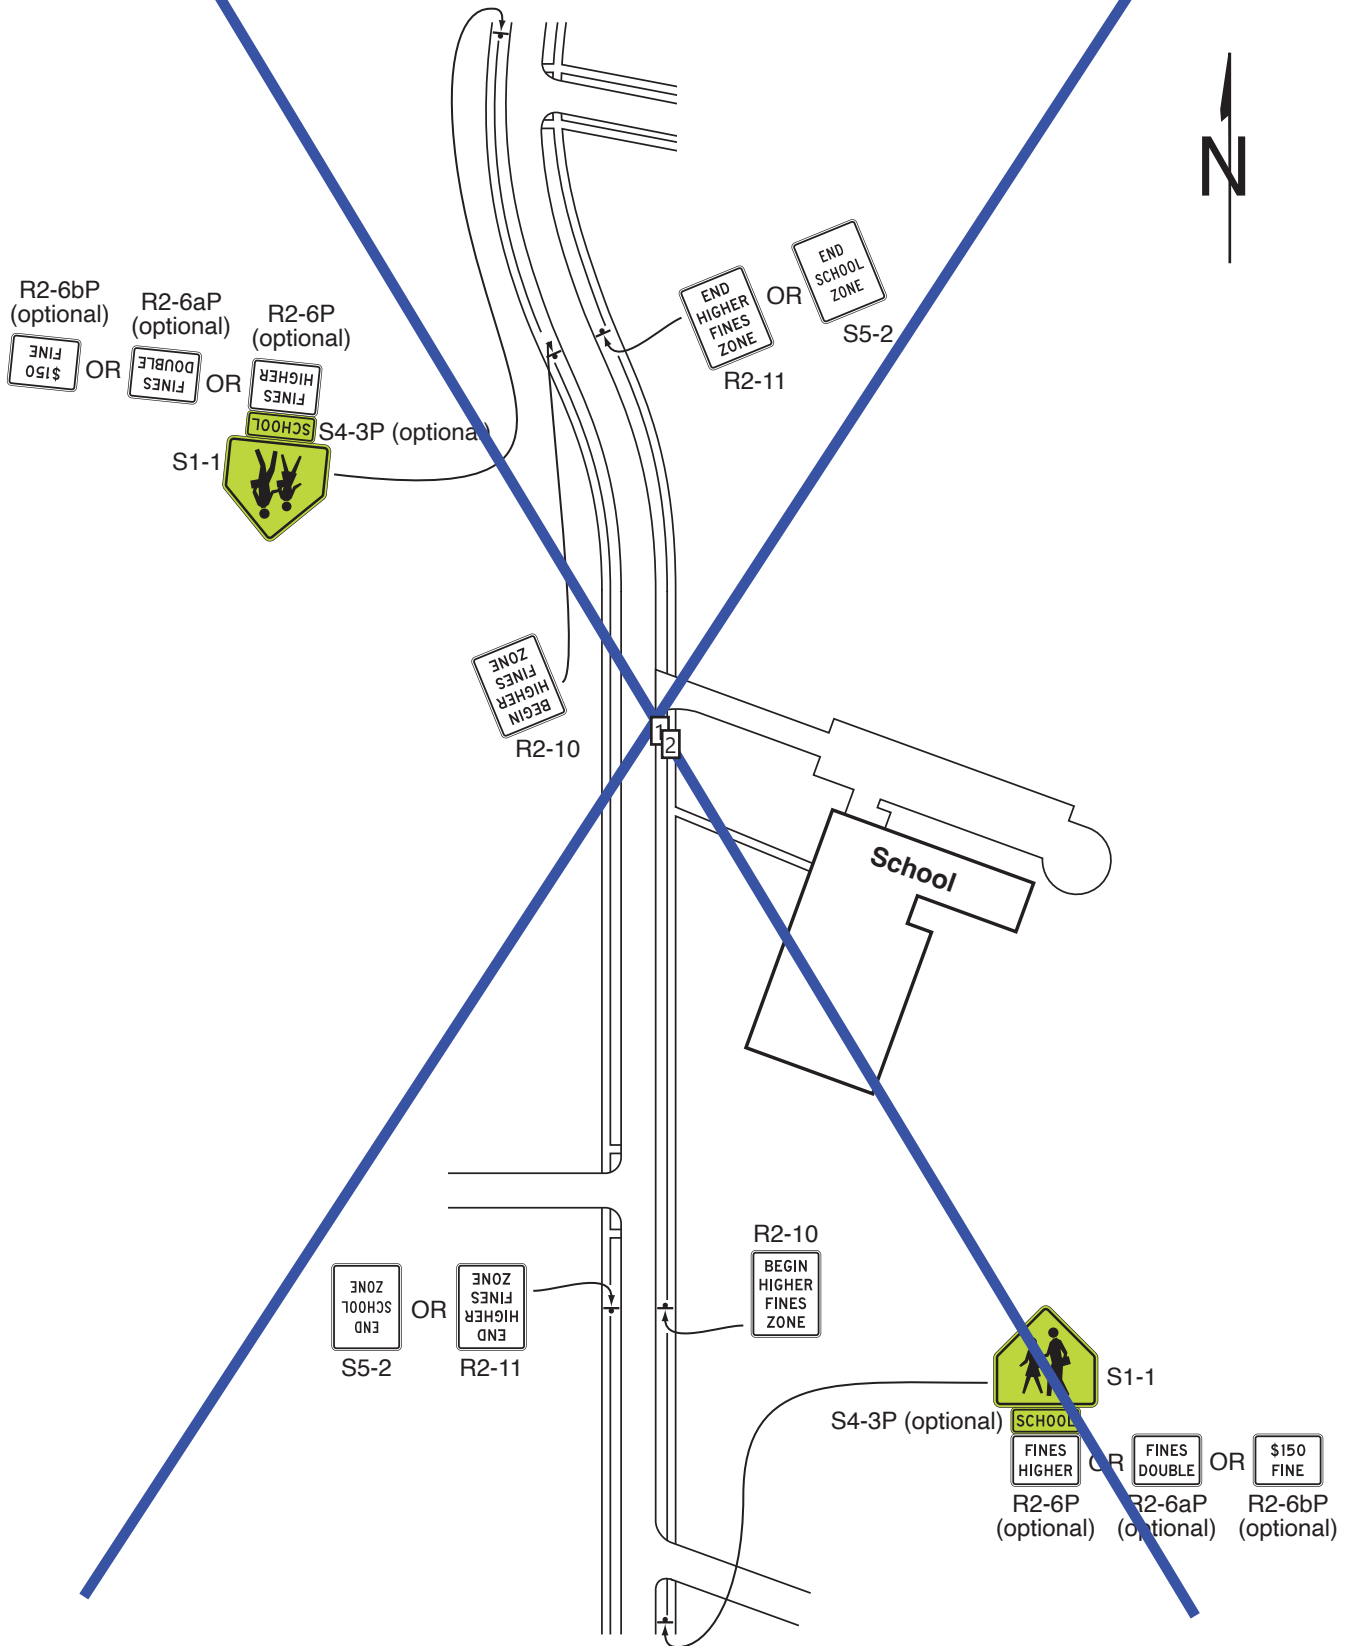 N
END
SCHOOL
ZONE
S5-2
OR
END
HIGHER
FINES
ZONE
R2-11
R2-6bP
(optional)
$150
FINE
OR
R2-6aP
(optional)
FINES
DOUBLE
OR
R2-6P
(optional)
FINES
HIGHER
SCHOOL
S4-3P (optional)
S1-1
BEGIN
HIGHER
FINES
ZONE
R2-10
1
2
School
END
SCHOOL
ZONE
S5-2
OR
END
HIGHER
FINES
ZONE
R2-11
R2-10
BEGIN
HIGHER
FINES
ZONE
S1-1
S4-3P (optional)
SCHOOL
FINES
HIGHER
R2-6P
(optional)
OR
FINES
DOUBLE
R2-6aP
(optional)
OR
$150
FINE
R2-6bP
(optional)